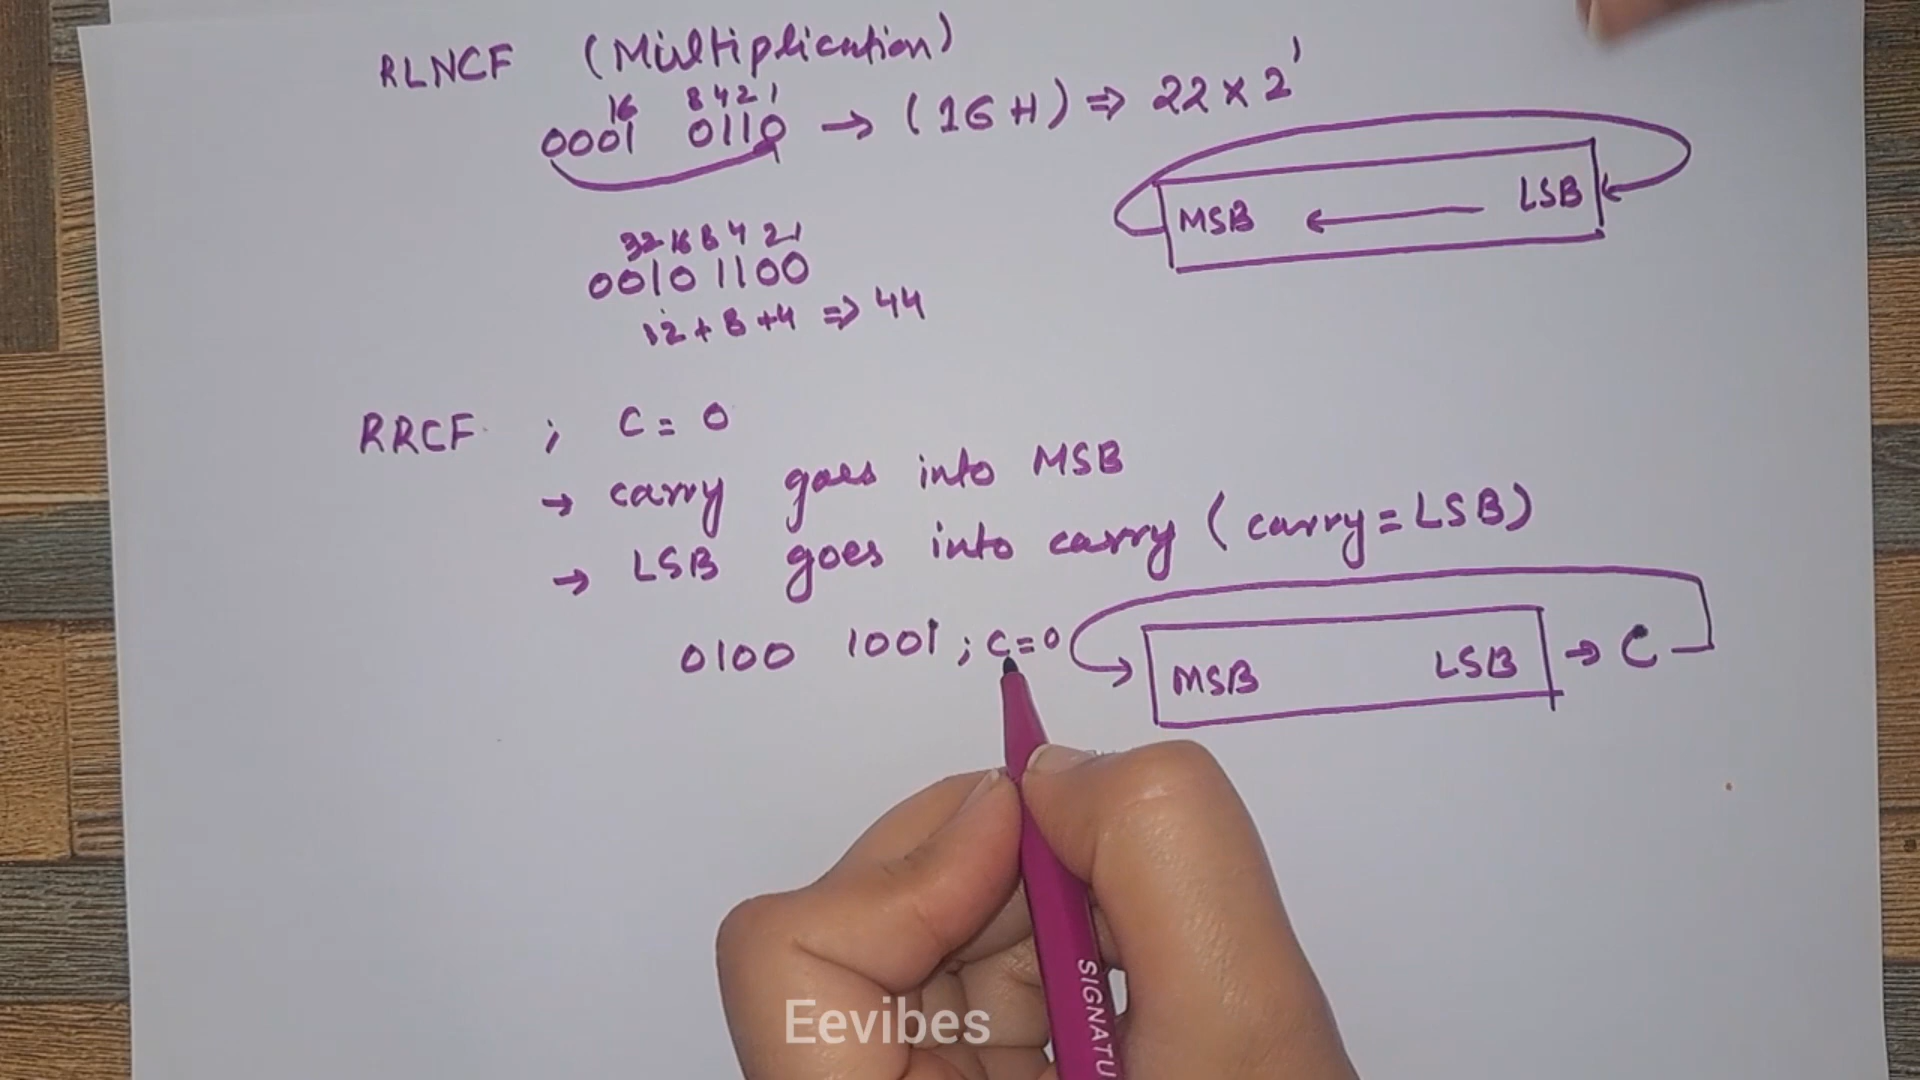 RLNCF (Multiplication)
16 8 4 2 1
0001 0110 → (16H) ⇒ 22 x 2¹
MSB ← LSB
32 16 8 4 2 1
0010 1100
32 + 8 + 4 ⇒ 44
RRCF ; C = 0
→ carry goes into MSB
→ LSB goes into carry (carry = LSB)
0100 1001 ; C = 0
MSB LSB → C
SIGNATU
Eevibes